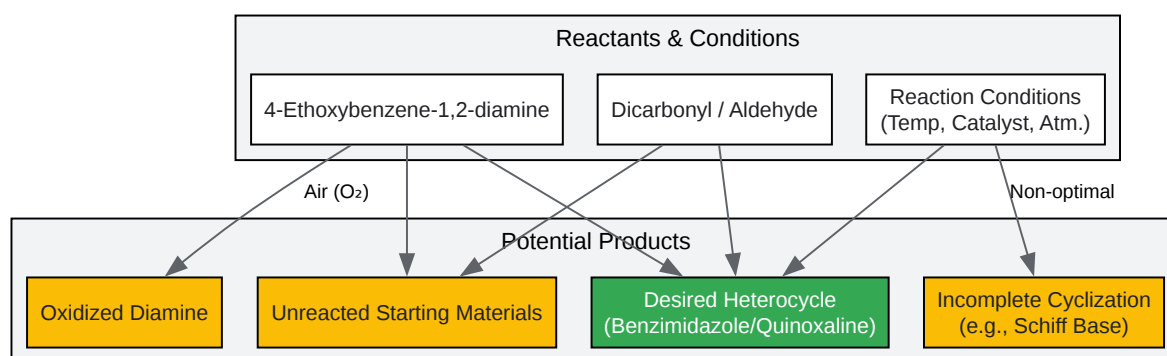 Reactants & Conditions
4-Ethoxybenzene-1,2-diamine
Dicarbonyl / Aldehyde
Reaction Conditions
(Temp, Catalyst, Atm.)
Air (O₂)
Non-optimal
Potential Products
Oxidized Diamine
Unreacted Starting Materials
Desired Heterocycle
(Benzimidazole/Quinoxaline)
Incomplete Cyclization
(e.g., Schiff Base)